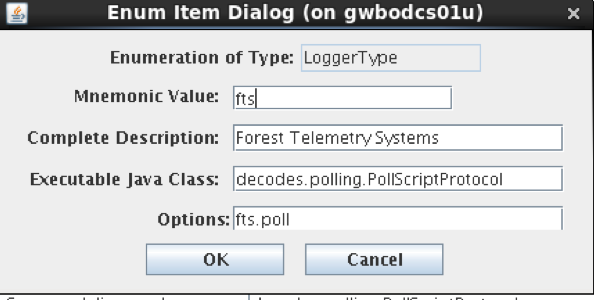 Enum Item Dialog (on gwbodcs01u)
Enumeration of Type: LoggerType
Mnemonic Value: fts
Complete Description: Forest Telemetry Systems
Executable Java Class: decodes.polling.PollScriptProtocol
Options: fts.poll
OK Cancel